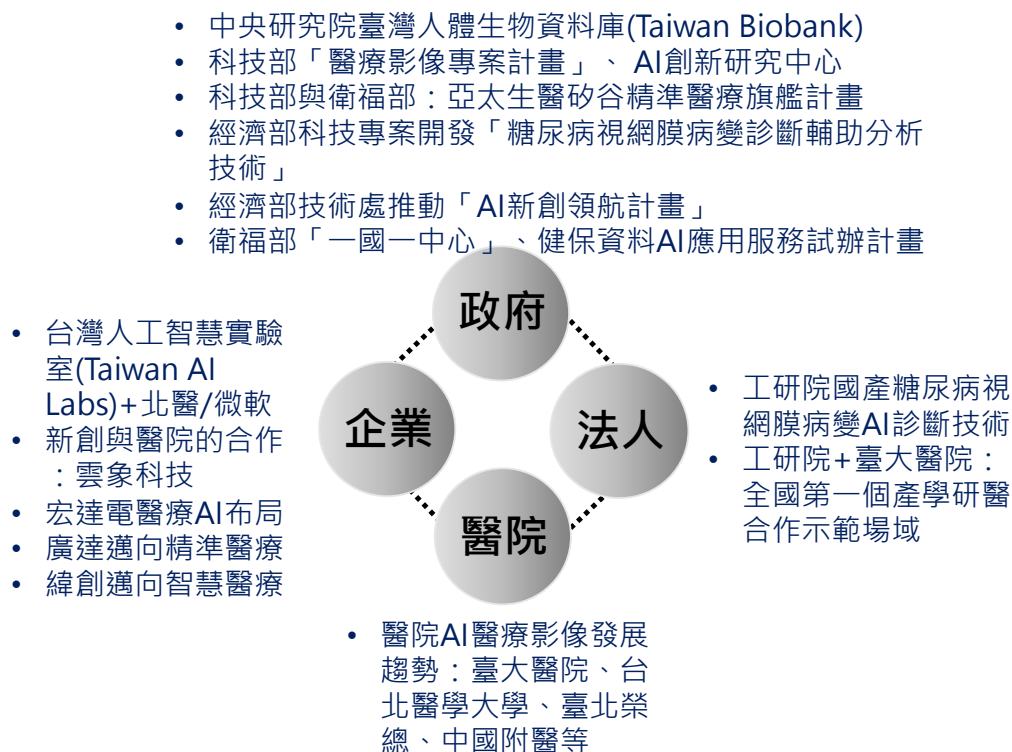 • 中央研究院臺灣人體生物資料庫(Taiwan Biobank)
• 科技部「醫療影像專案計畫」、 AI創新研究中心
• 科技部與衛福部：亞太生醫矽谷精準醫療旗艦計畫
• 經濟部科技專案開發「糖尿病視網膜病變診斷輔助分析
技術」
• 經濟部技術處推動「AI新創領航計畫」
• 衛福部「一國一中心」、健保資料AI應用服務試辦計畫
政府
• 台灣人工智慧實驗
室(Taiwan AI
Labs)+北醫/微軟
• 新創與醫院的合作
：雲象科技
• 宏達電醫療AI布局
• 廣達邁向精準醫療
• 緯創邁向智慧醫療
企業
法人
• 工研院國產糖尿病視
網膜病變AI診斷技術
• 工研院+臺大醫院：
全國第一個產學研醫
合作示範場域
醫院
• 醫院AI醫療影像發展
趨勢：臺大醫院、台
北醫學大學、臺北榮
總、中國附醫等